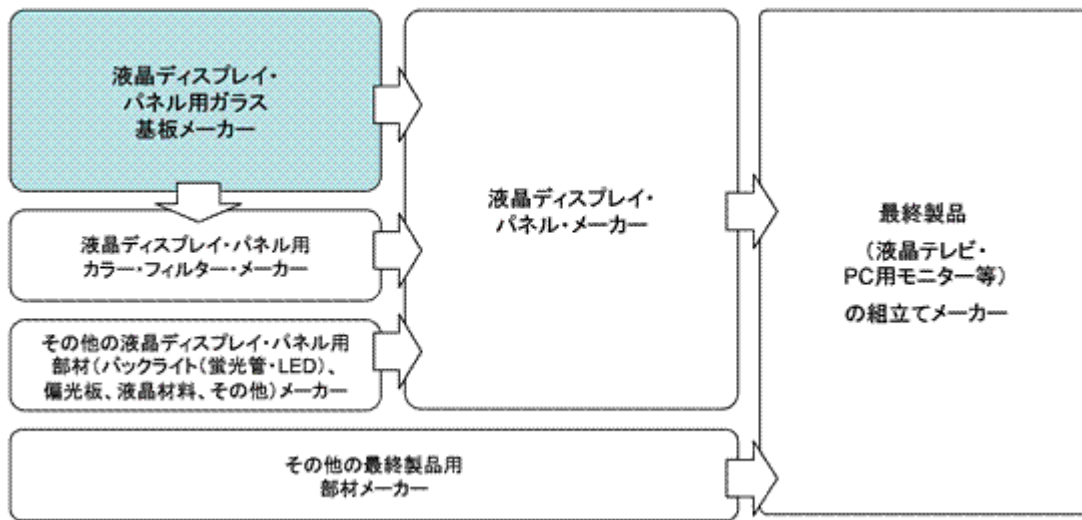 液晶ディスプレイ・
パネル用ガラス
基板メーカー
液晶ディスプレイ・パネル用
カラー・フィルター・メーカー
その他の液晶ディスプレイ・パネル用
部材(バックライト(蛍光管・LED)、
偏光板、液晶材料、その他)メーカー
液晶ディスプレイ・
パネル・メーカー
その他の最終製品用
部材メーカー
最終製品
(液晶テレビ・
PC用モニター等)
の組立てメーカー